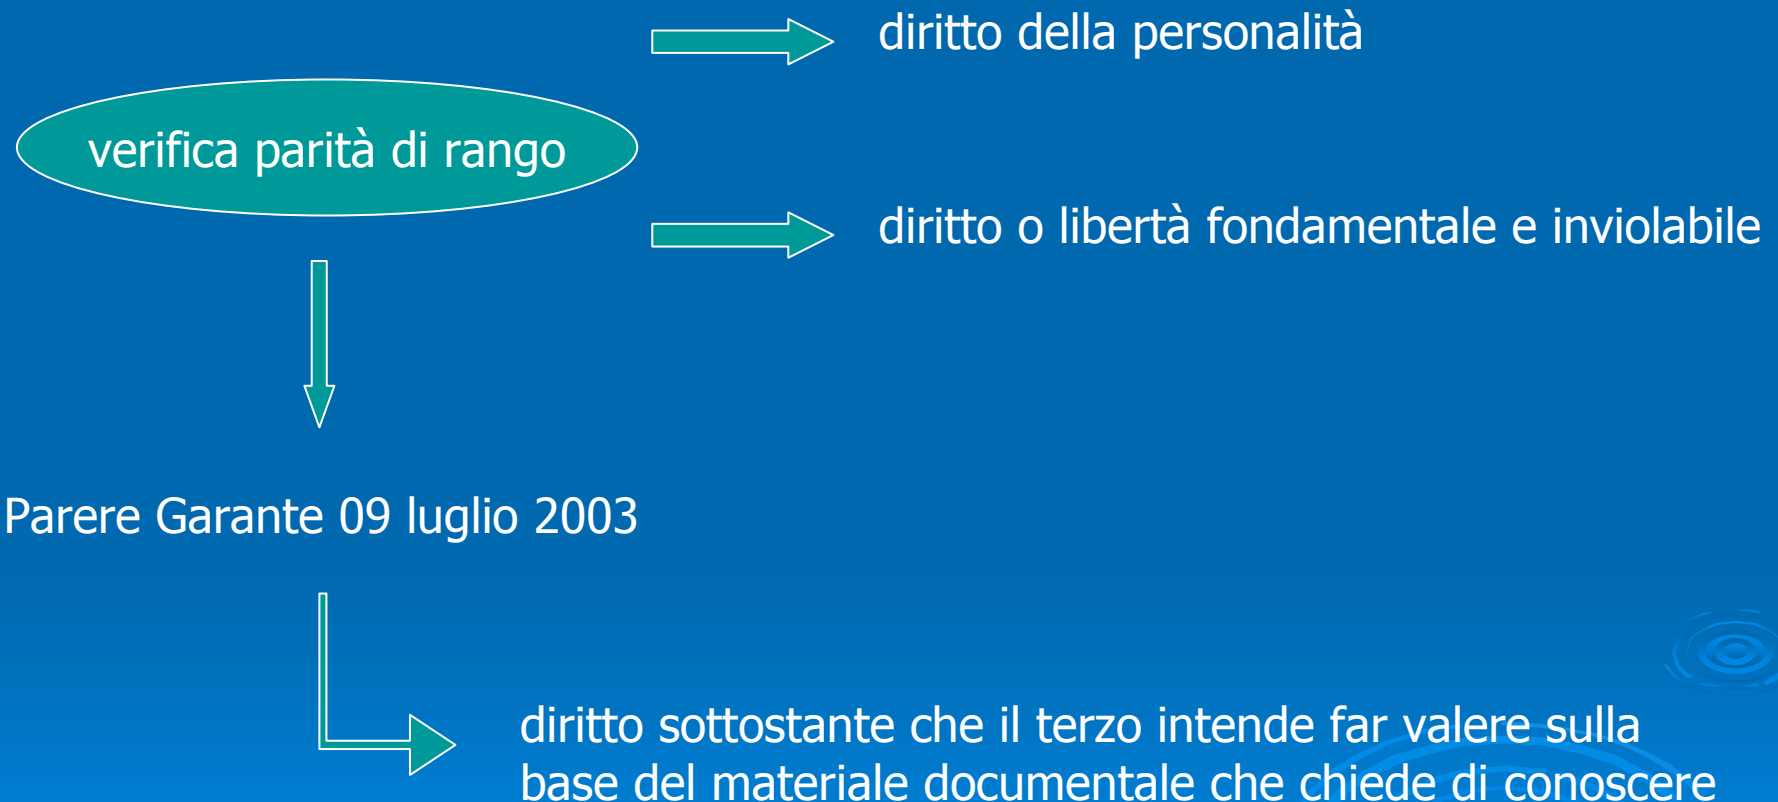 diritto della personalità
verifica parità di rango
diritto o libertà fondamentale e inviolabile
Parere Garante 09 luglio 2003
diritto sottostante che il terzo intende far valere sulla
base del materiale documentale che chiede di conoscere